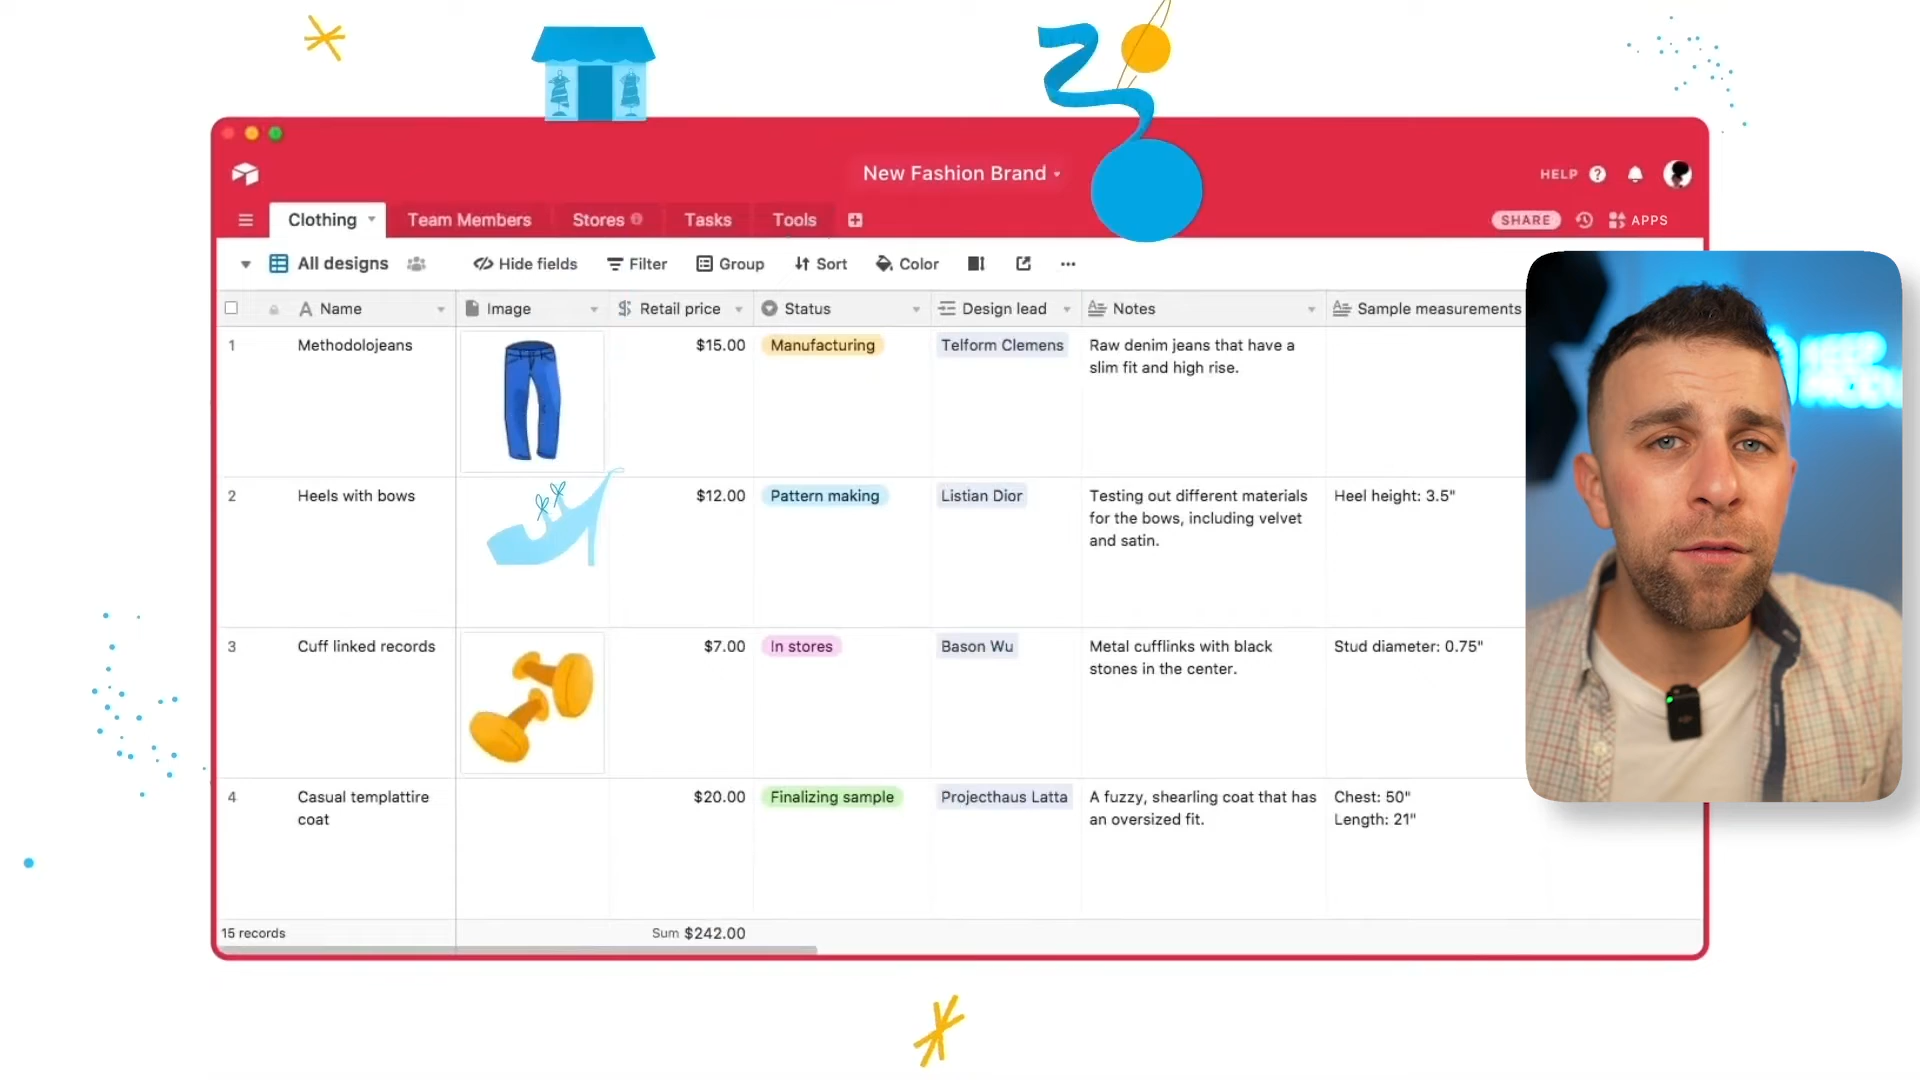 New Fashion Brand
HELP
Clothing
Team Members
Stores
Tasks
Tools
SHARE
APPS
All designs
Hide fields
Filter
Group
Sort
Color
Name
Image
Retail price
Status
Design lead
Notes
Sample measurements
1
Methodolojeans
$15.00
Manufacturing
Telform Clemens
Raw denim jeans that have a
slim fit and high rise.
2
Heels with bows
$12.00
Pattern making
Listian Dior
Testing out different materials
for the bows, including velvet
and satin.
Heel height: 3.5"
3
Cuff linked records
$7.00
In stores
Bason Wu
Metal cufflinks with black
stones in the center.
Stud diameter: 0.75"
4
Casual templattire
coat
$20.00
Finalizing sample
Projecthaus Latta
A fuzzy, shearling coat that has
an oversized fit.
Chest: 50"
Length: 21"
15 records
Sum $242.00